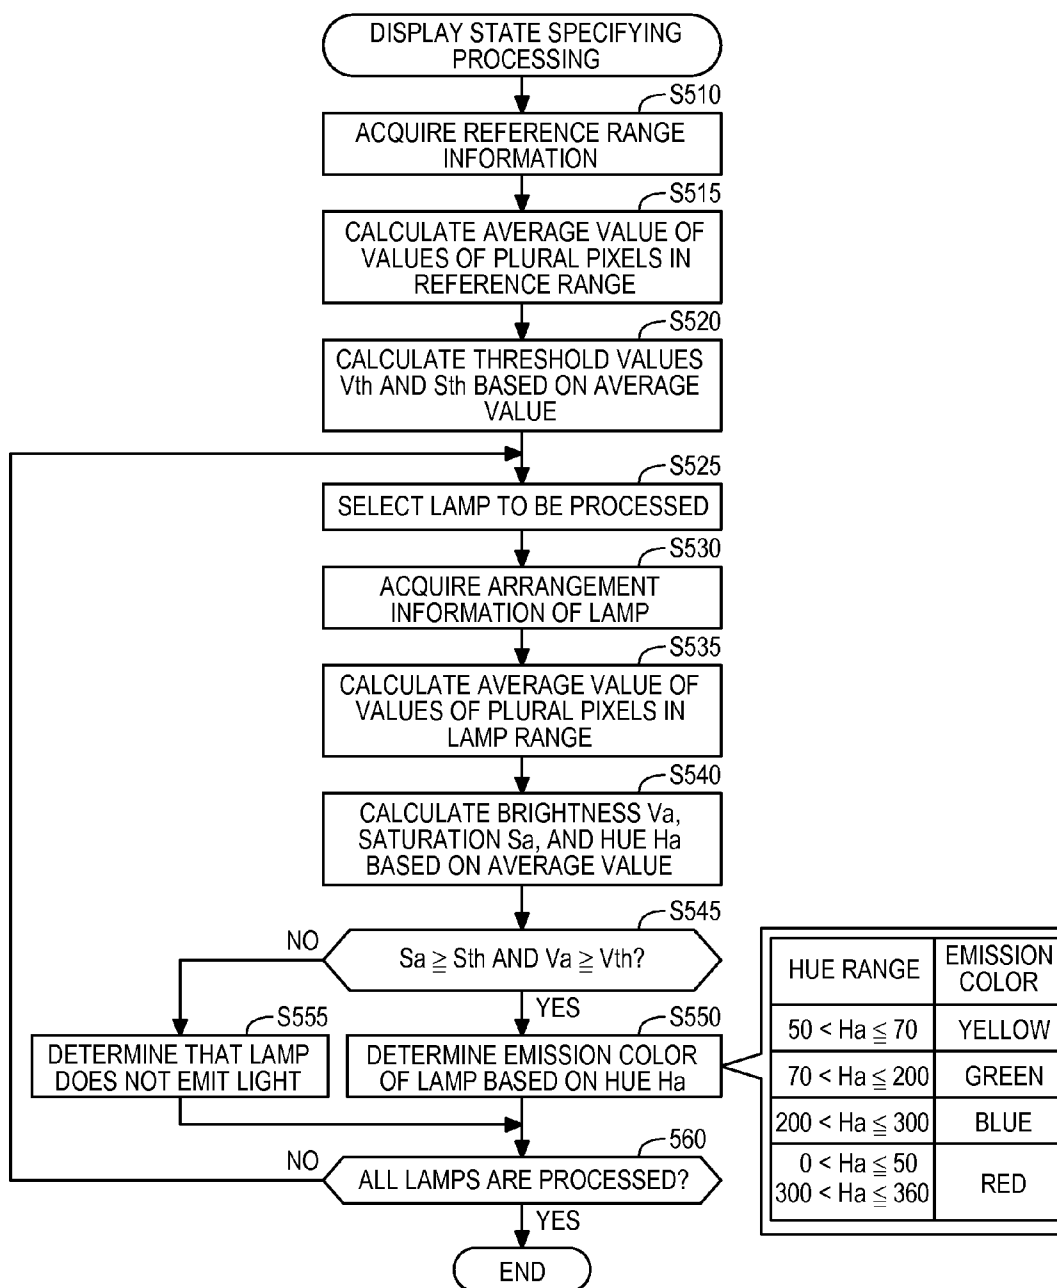 DISPLAY STATE SPECIFYING
PROCESSING
S510
ACQUIRE REFERENCE RANGE
INFORMATION
S515
CALCULATE AVERAGE VALUE OF
VALUES OF PLURAL PIXELS IN
REFERENCE RANGE
S520
CALCULATE THRESHOLD VALUES
Vth AND Sth BASED ON AVERAGE
VALUE
S525
SELECT LAMP TO BE PROCESSED
S530
ACQUIRE ARRANGEMENT
INFORMATION OF LAMP
S535
CALCULATE AVERAGE VALUE OF
VALUES OF PLURAL PIXELS IN
LAMP RANGE
S540
CALCULATE BRIGHTNESS Va,
SATURATION Sa, AND HUE Ha
BASED ON AVERAGE VALUE
S545
NO
Sa ≧ Sth AND Va ≧ Vth?
YES
S555
DETERMINE THAT LAMP
DOES NOT EMIT LIGHT
S550
DETERMINE EMISSION COLOR
OF LAMP BASED ON HUE Ha
HUE RANGE
EMISSION
COLOR
50 < Ha ≦ 70
YELLOW
70 < Ha ≦ 200
GREEN
200 < Ha ≦ 300
BLUE
0 < Ha ≦ 50
300 < Ha ≦ 360
RED
560
NO
ALL LAMPS ARE PROCESSED?
YES
END